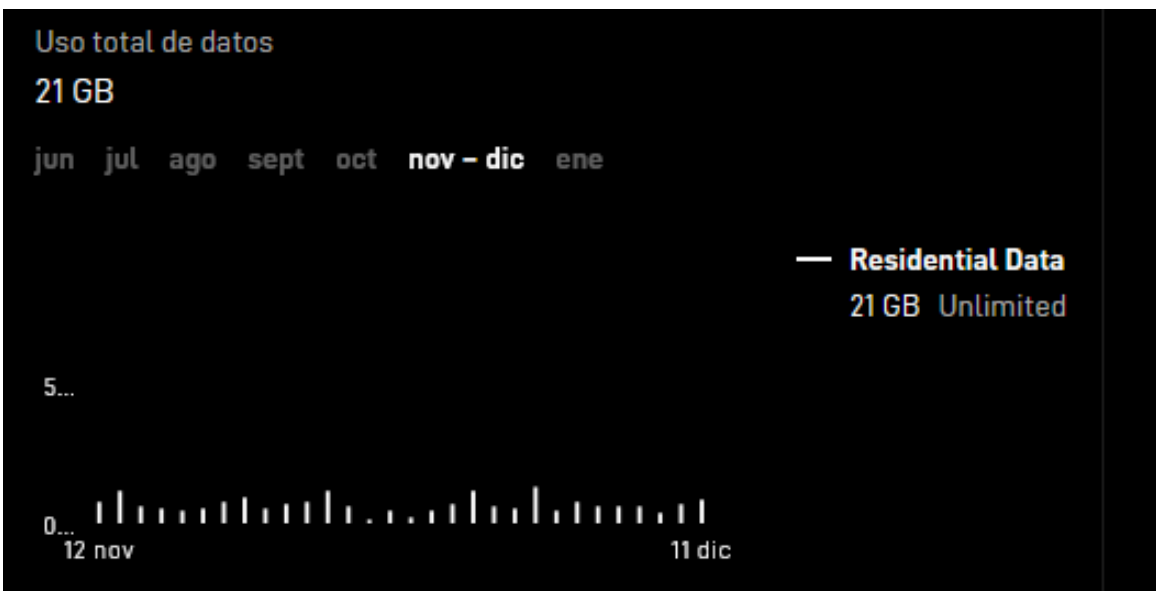 Uso total de datos
21 GB
jun jul ago sept oct nov – dic ene
Residential Data
21 GB Unlimited
5...
0...
12 nov 11 dic